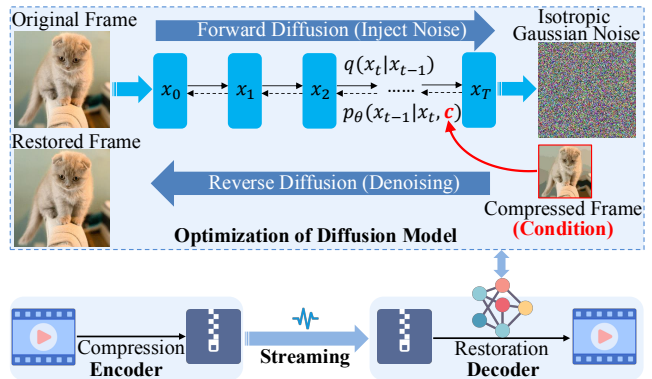 Original Frame
Forward Diffusion (Inject Noise)
Isotropic
Gaussian Noise
q(x_t|x_{t-1})
x_0
x_1
x_2
......
x_T
p_θ(x_{t-1}|x_t, c)
Restored Frame
Reverse Diffusion (Denoising)
Compressed Frame
(Condition)
Optimization of Diffusion Model
Compression
Encoder
Streaming
Restoration
Decoder